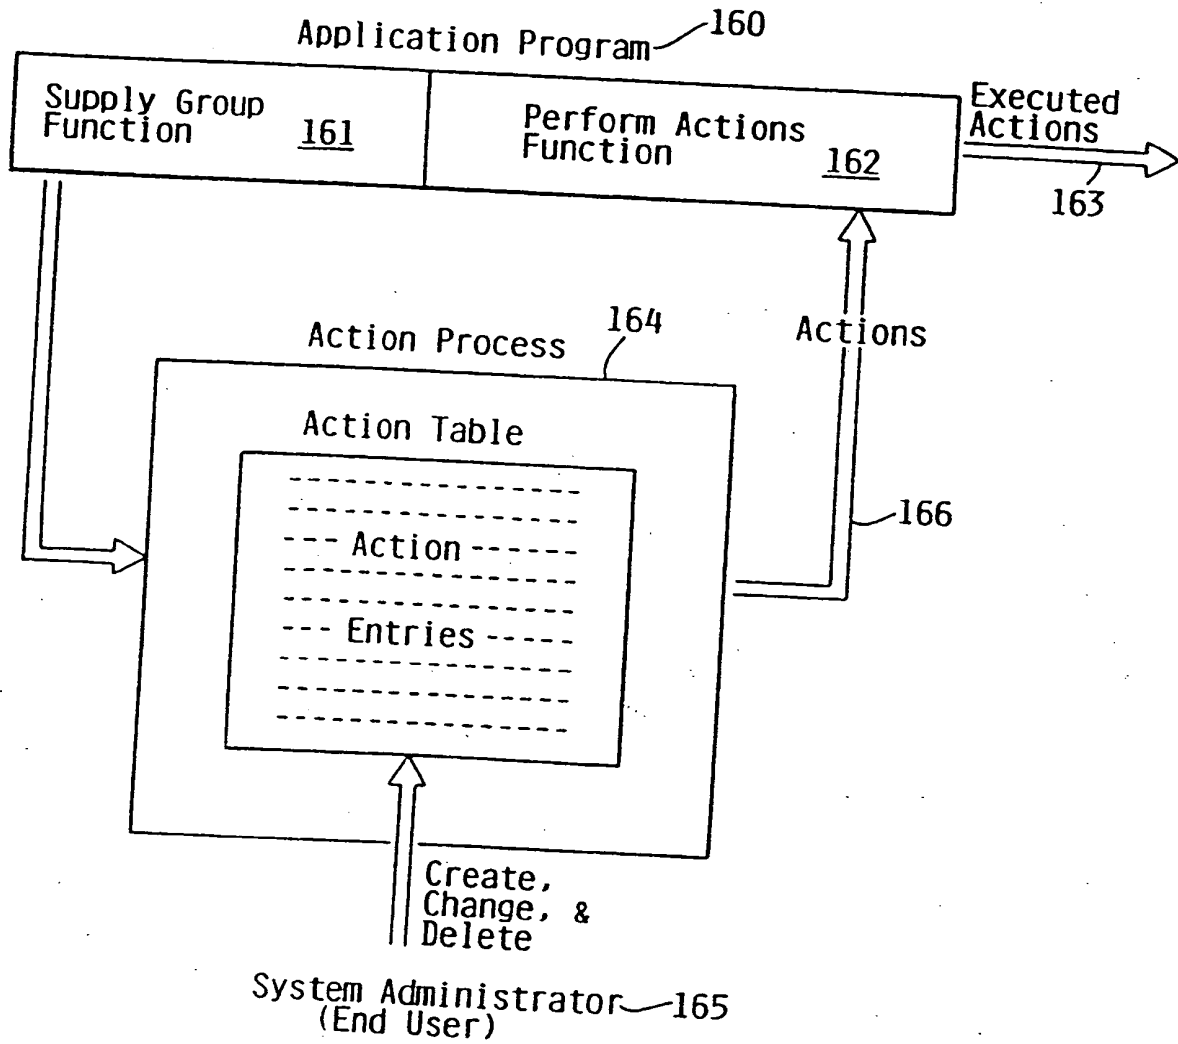 Application Program 160
Supply Group
Function 161
Perform Actions
Function 162
Executed
Actions
163
Actions
Action Process 164
Action Table
Action
Entries
166
Create,
Change, &
Delete
System Administrator 165
(End User)